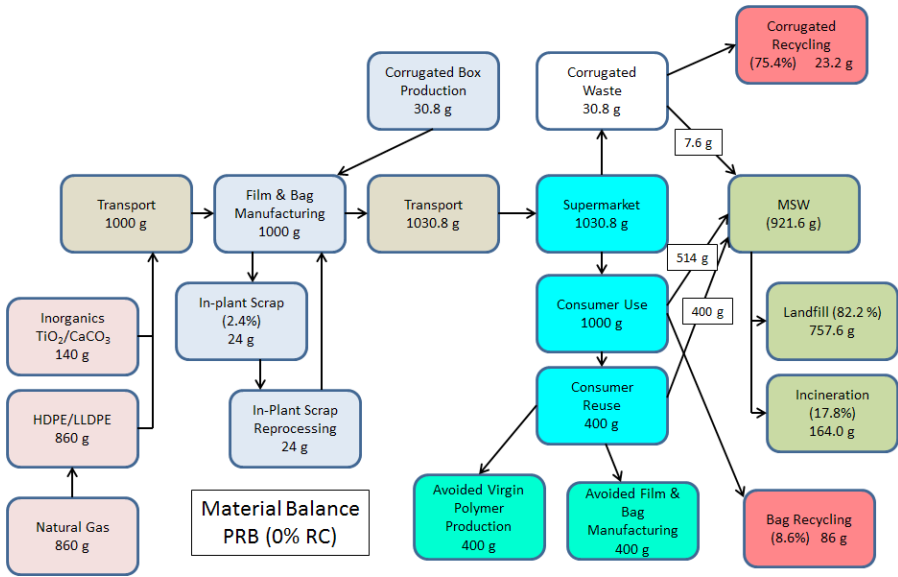 Corrugated
Recycling
(75.4%) 23.2 g
Corrugated Box
Production
30.8 g
Corrugated
Waste
30.8 g
7.6 g
Transport
1000 g
Film & Bag
Manufacturing
1000 g
Transport
1030.8 g
Supermarket
1030.8 g
MSW
(921.6 g)
514 g
400 g
In-plant Scrap
(2.4%)
24 g
Consumer Use
1000 g
Inorganics
TiO₂/CaCO₃
140 g
Landfill (82.2 %)
757.6 g
HDPE/LLDPE
860 g
In-Plant Scrap
Reprocessing
24 g
Consumer
Reuse
400 g
Incineration
(17.8%)
164.0 g
Natural Gas
860 g
Material Balance
PRB (0% RC)
Avoided Virgin
Polymer
Production
400 g
Avoided Film &
Bag
Manufacturing
400 g
Bag Recycling
(8.6%) 86 g